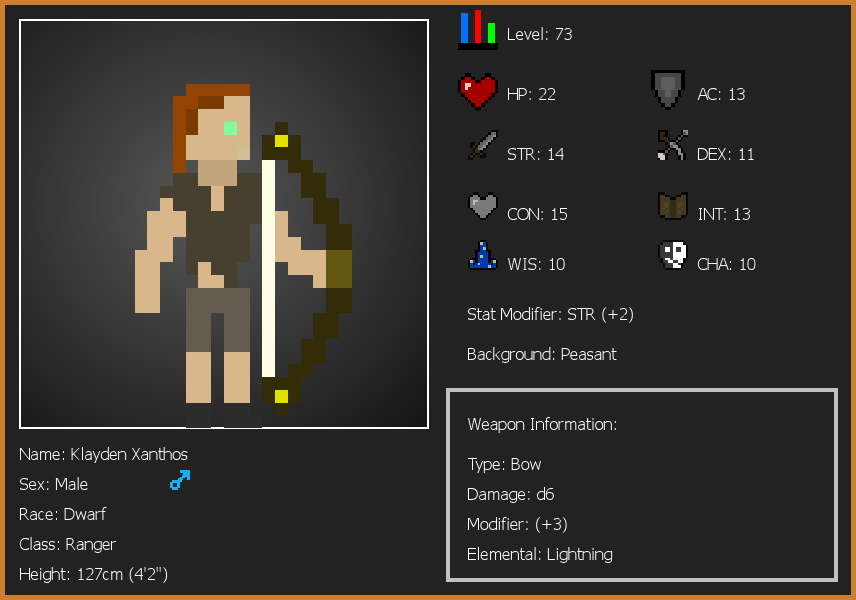 Level: 73
HP: 22
AC: 13
STR: 14
DEX: 11
CON: 15
INT: 13
WIS: 10
CHA: 10
Stat Modifier: STR (+2)
Background: Peasant
Weapon Information:
Type: Bow
Damage: d6
Modifier: (+3)
Elemental: Lightning
Name: Klayden Xanthos
Sex: Male
Race: Dwarf
Class: Ranger
Height: 127cm (4'2")